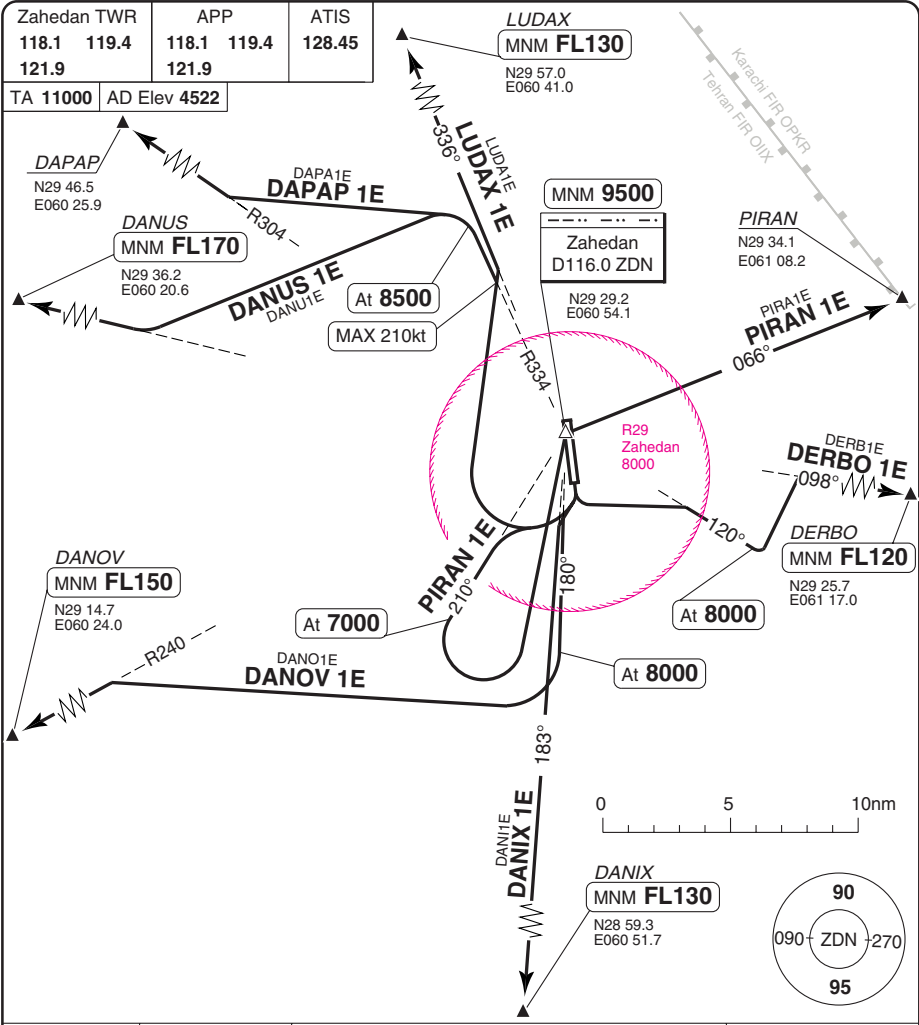 Zahedan TWR
118.1 119.4
121.9
APP
118.1 119.4
121.9
ATIS
128.45
TA 11000
AD Elev 4522
LUDAX
MNM FL130
N29 57.0
E060 41.0
Karachi FIR OPKR
Tehran FIR OIIX
DAPAP
N29 46.5
E060 25.9
DAPA1E
DAPAP 1E
R304
336°
LUDA1E
LUDAX 1E
MNM 9500
Zahedan
D116.0 ZDN
N29 29.2
E060 54.1
PIRAN
N29 34.1
E061 08.2
DANUS
MNM FL170
N29 36.2
E060 20.6
DANUS 1E
DANU1E
At 8500
MAX 210kt
R334
PIRA1E
PIRAN 1E
066°
R29
Zahedan
8000
DERB1E
DERBO 1E
098°
120°
DERBO
MNM FL120
N29 25.7
E061 17.0
At 8000
PIRAN 1E
210°
180°
At 7000
At 8000
DANOV
MNM FL150
N29 14.7
E060 24.0
R240
DANO1E
DANOV 1E
183°
DANI1E
DANIX 1E
0 5 10nm
DANIX
MNM FL130
N28 59.3
E060 51.7
90
090 ZDN 270
95